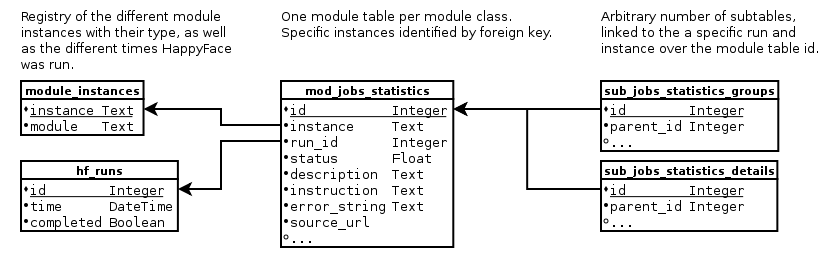 Registry of the different module
instances with their type, as well
as the different times HappyFace
was run.
One module table per module class.
Specific instances identified by foreign key.
Arbitrary number of subtables,
linked to the a specific run and
instance over the module table id.
module_instances
instance Text
module Text
hf_runs
id Integer
time DateTime
completed Boolean
mod_jobs_statistics
id Integer
instance Text
run_id Integer
status Float
description Text
instruction Text
error_string Text
source_url
...
sub_jobs_statistics_groups
id Integer
parent_id Integer
...
sub_jobs_statistics_details
id Integer
parent_id Integer
...